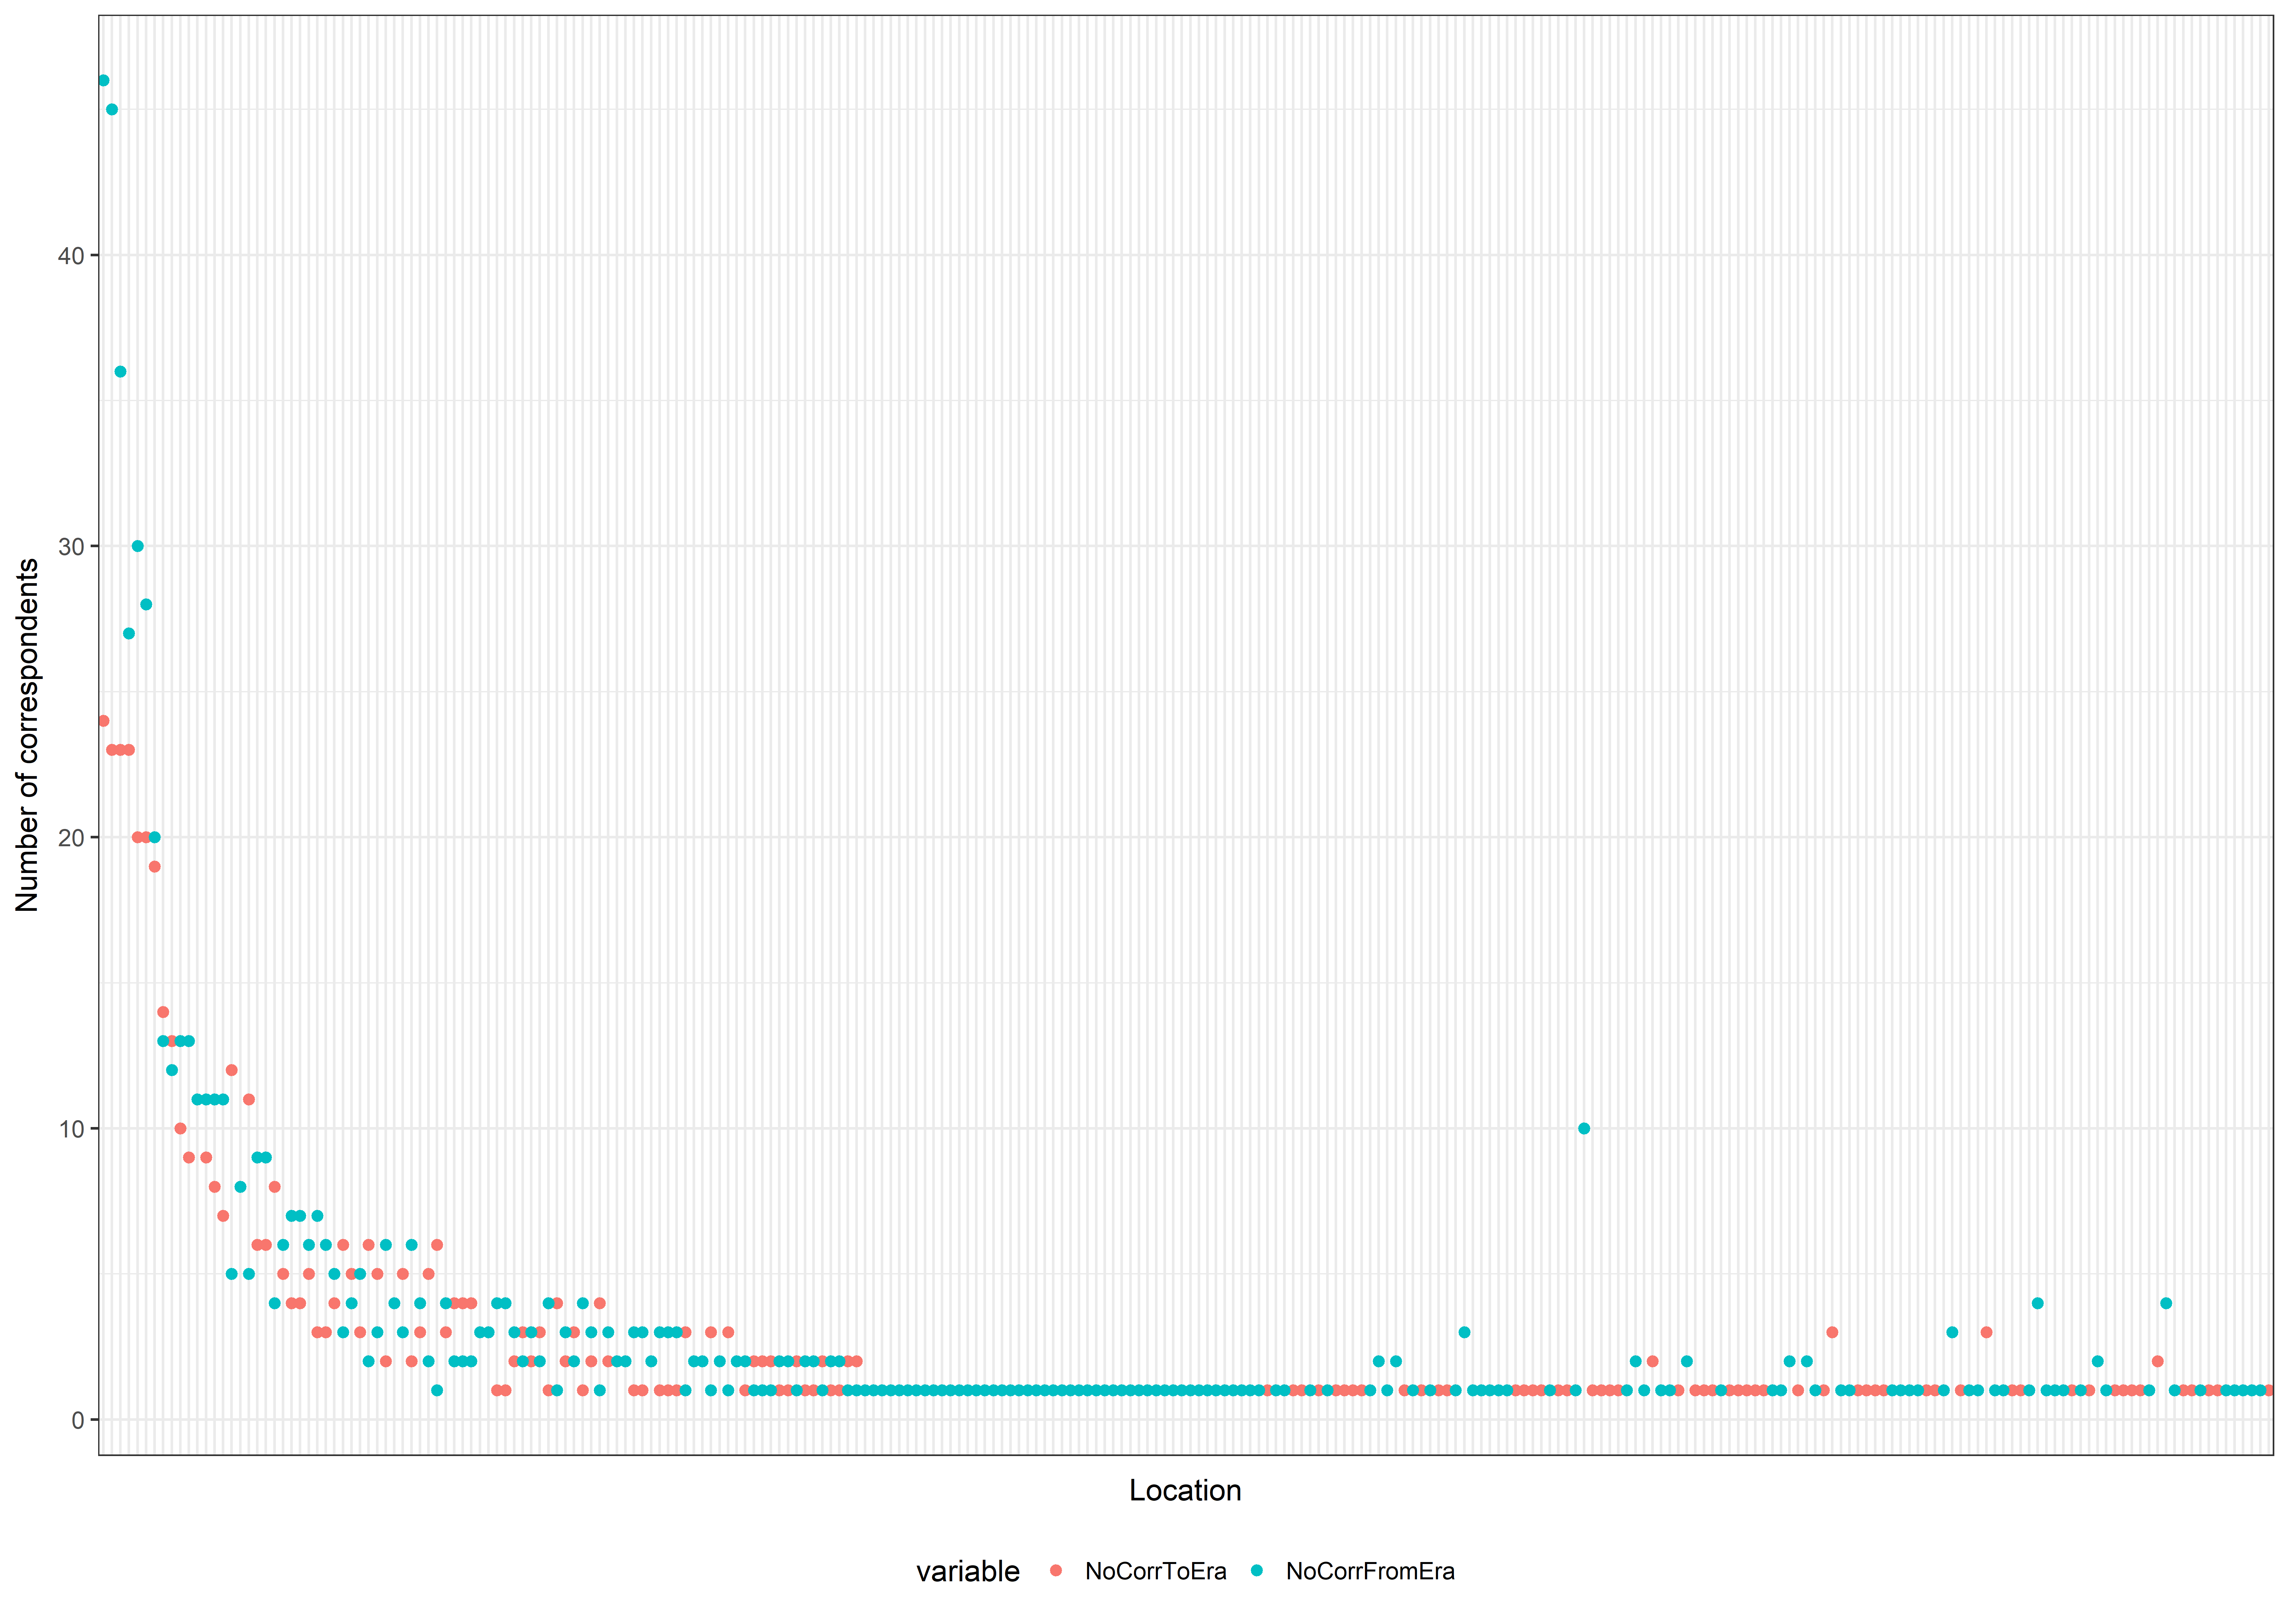 Number of correspondents
40
30
20
10
0
Location
variable NoCorrToEra NoCorrFromEra